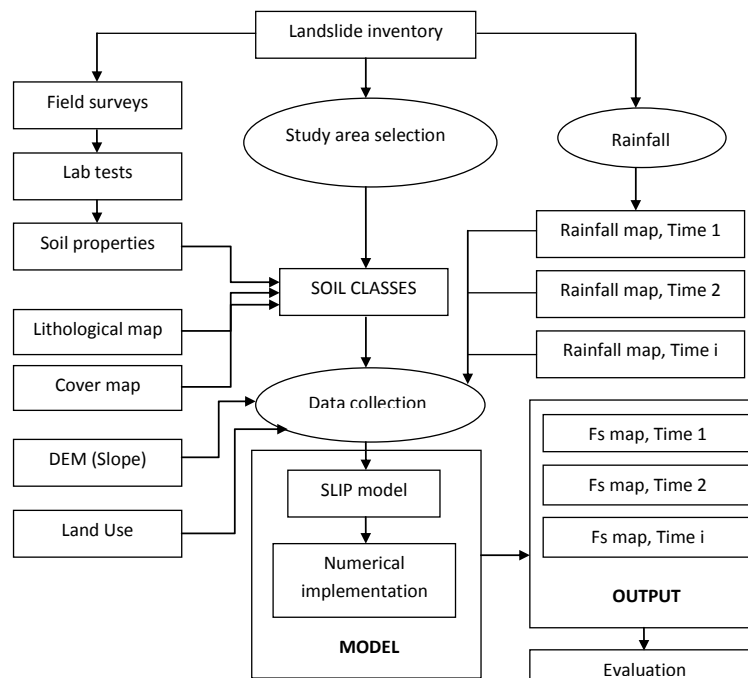 Landslide inventory
Field surveys
Study area selection
Rainfall
Lab tests
Soil properties
Rainfall map, Time 1
SOIL CLASSES
Rainfall map, Time 2
Lithological map
Rainfall map, Time i
Cover map
Data collection
DEM (Slope)
Fs map, Time 1
SLIP model
Fs map, Time 2
Land Use
Fs map, Time i
Numerical
implementation
OUTPUT
MODEL
Evaluation